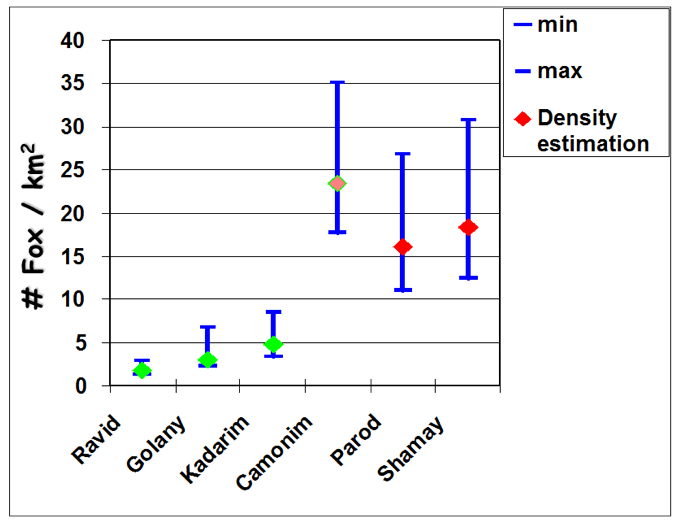 40
35
30
25
20
15
10
5
0
# Fox / km²
Ravid
Golany
Kadarim
Camonim
Parod
Shamay
min
max
Density
estimation